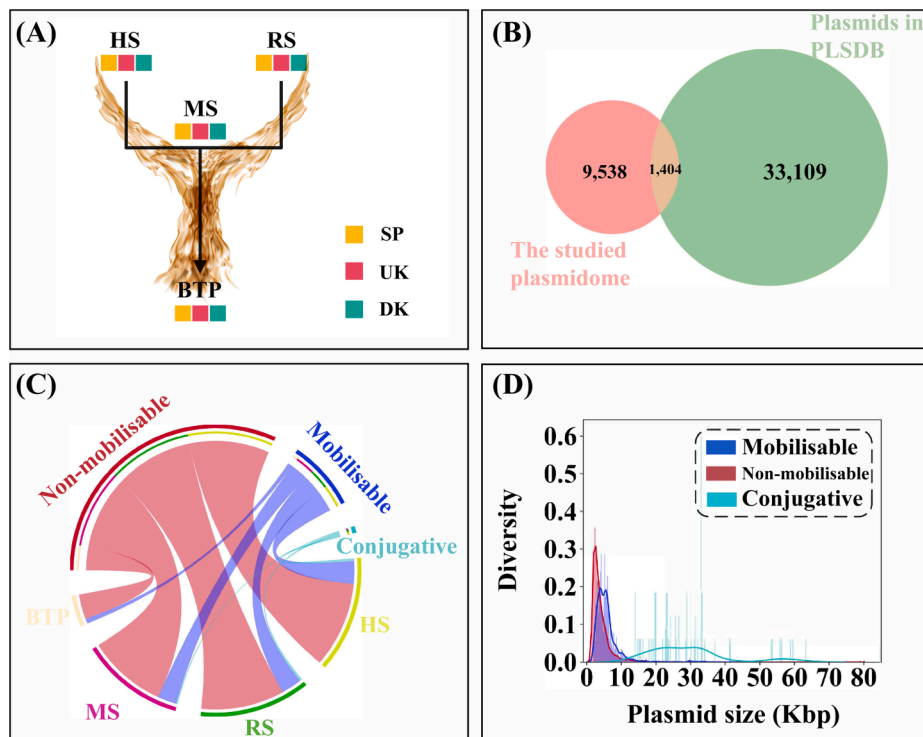 (A)
HS
RS
MS
SP
UK
DK
BTP
(B)
Plasmids in
PLSDB
9,538
1,404
33,109
The studied
plasmidome
(C)
Non-mobilisable
Mobilisable
Conjugative
BTP
HS
MS
RS
(D)
Mobilisable
Non-mobilisable
Conjugative
Diversity
0.6
0.5
0.4
0.3
0.2
0.1
0.0
0 10 20 30 40 50 60 70 80
Plasmid size (Kbp)